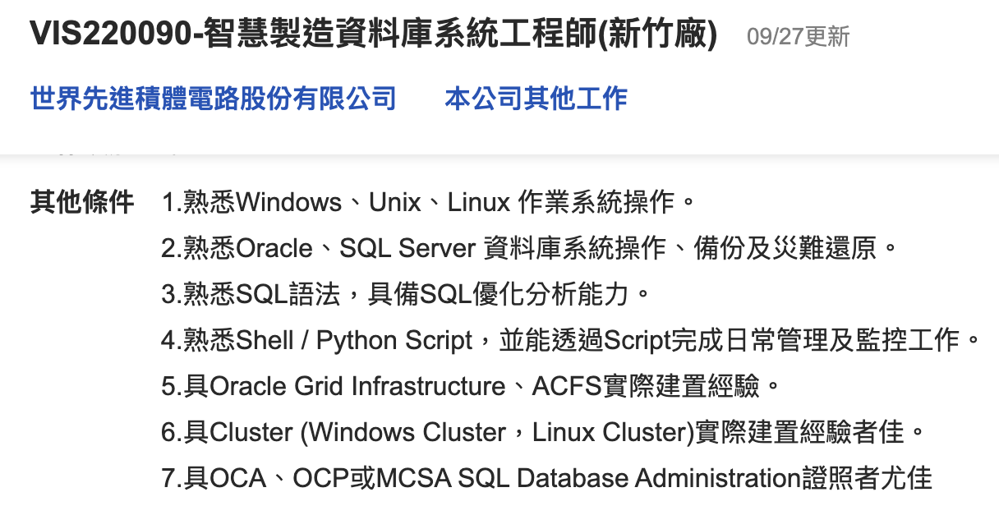 VIS220090-智慧製造資料庫系統工程師(新竹廠) 09/27更新
世界先進積體電路股份有限公司 本公司其他工作
其他條件 1.熟悉Windows、Unix、Linux 作業系統操作。
2.熟悉Oracle、SQL Server 資料庫系統操作、備份及災難還原。
3.熟悉SQL語法，具備SQL優化分析能力。
4.熟悉Shell / Python Script，並能透過Script完成日常管理及監控工作。
5.具Oracle Grid Infrastructure、ACFS實際建置經驗。
6.具Cluster (Windows Cluster，Linux Cluster)實際建置經驗者佳。
7.具OCA、OCP或MCSA SQL Database Administration證照者尤佳